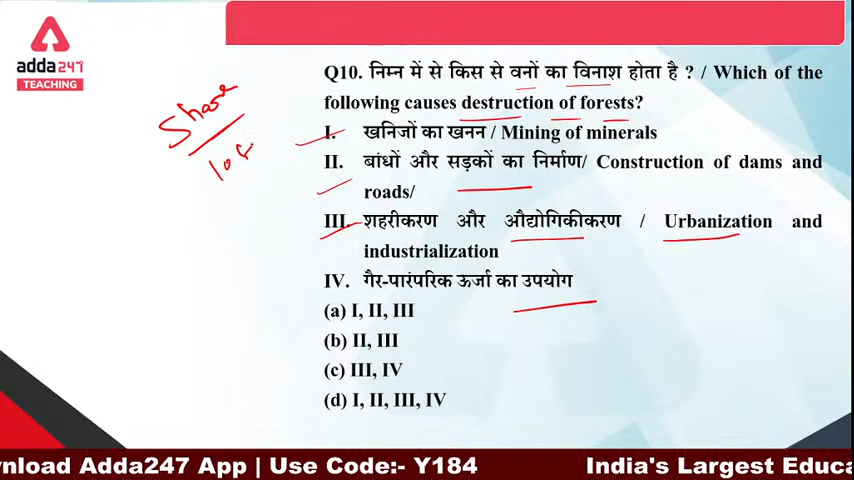 adda247
TEACHING
Share
Q10. निम्न में से किस से वनों का विनाश होता है ? / Which of the
following causes destruction of forests?
I. खनिजों का खनन / Mining of minerals
II. बांधों और सड़कों का निर्माण/ Construction of dams and
roads/
III. शहरीकरण और औद्योगिकीकरण / Urbanization and
industrialization
IV. गैर-पारंपरिक ऊर्जा का उपयोग
(a) I, II, III
(b) II, III
(c) III, IV
(d) I, II, III, IV
wnload Adda247 App | Use Code:- Y184 India's Largest Educa